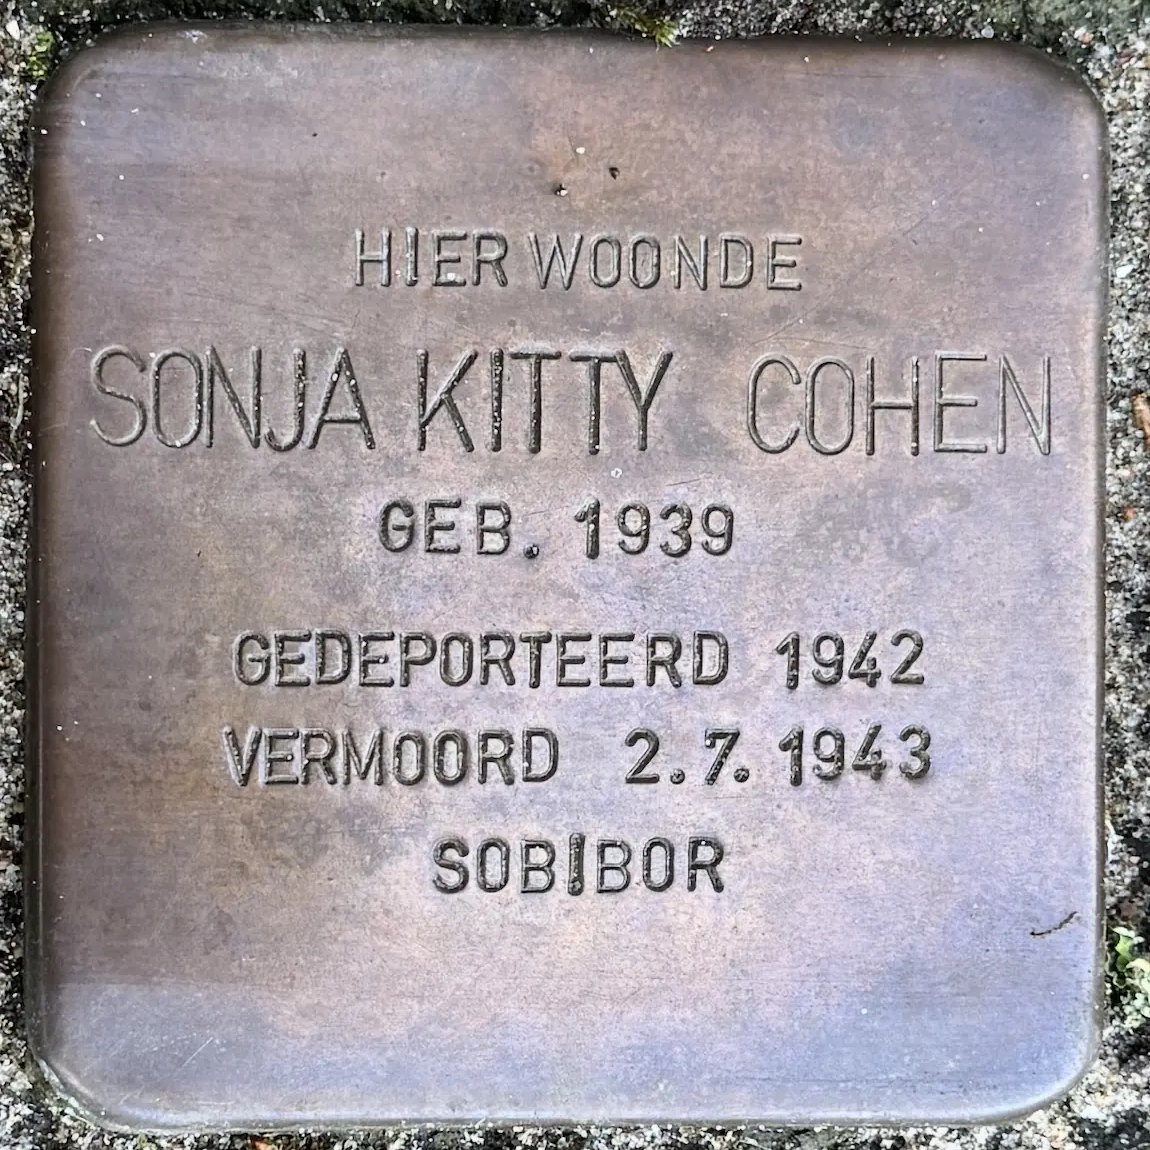 HIER WOONDE
SONJA KITTY COHEN
GEB. 1939
GEDEPORTEERD 1942
VERMOORD 2.7.1943
SOBIBOR